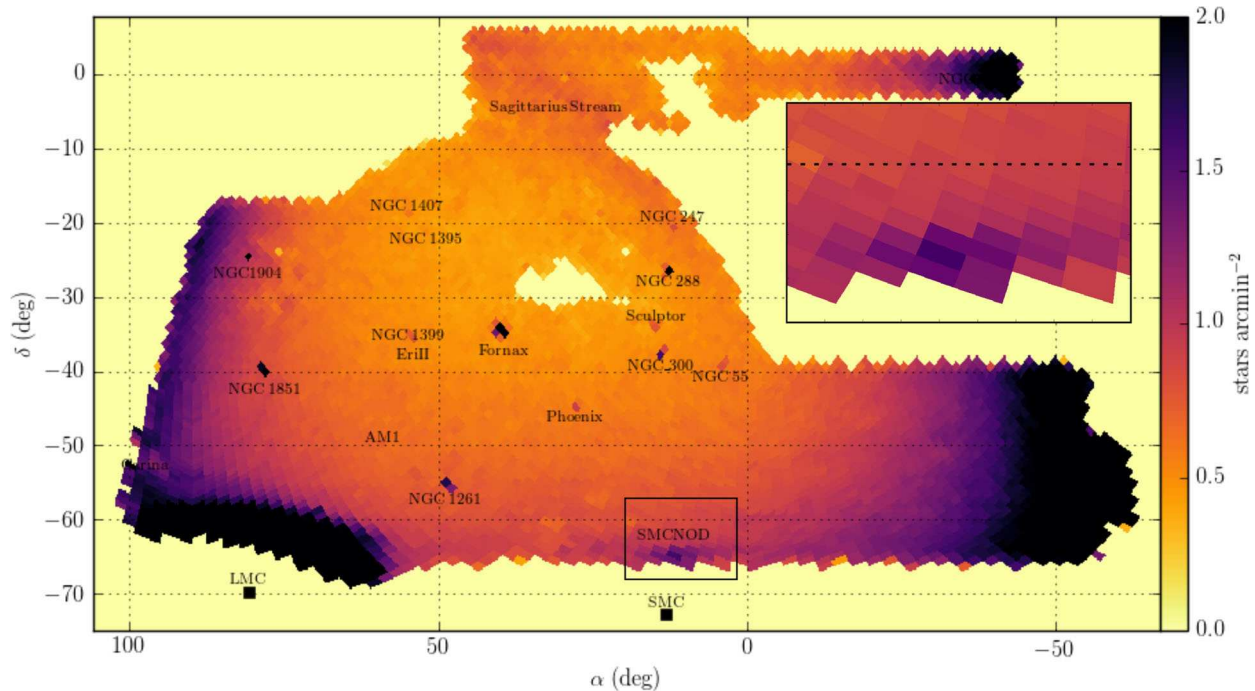 0
−10
−20
−30
−40
−50
−60
−70
δ (deg)
100
50
0
−50
α (deg)
2.0
1.5
1.0
0.5
0.0
stars arcmin−2
Sagittarius Stream
NGC 1407
NGC 247
NGC 1395
NGC1904
NGC 288
Sculptor
NGC 1399
EriII
Fornax
NGC 300
NGC 55
NGC 1851
Phoenix
AM1
Carina
NGC 1261
SMCNOD
LMC
SMC